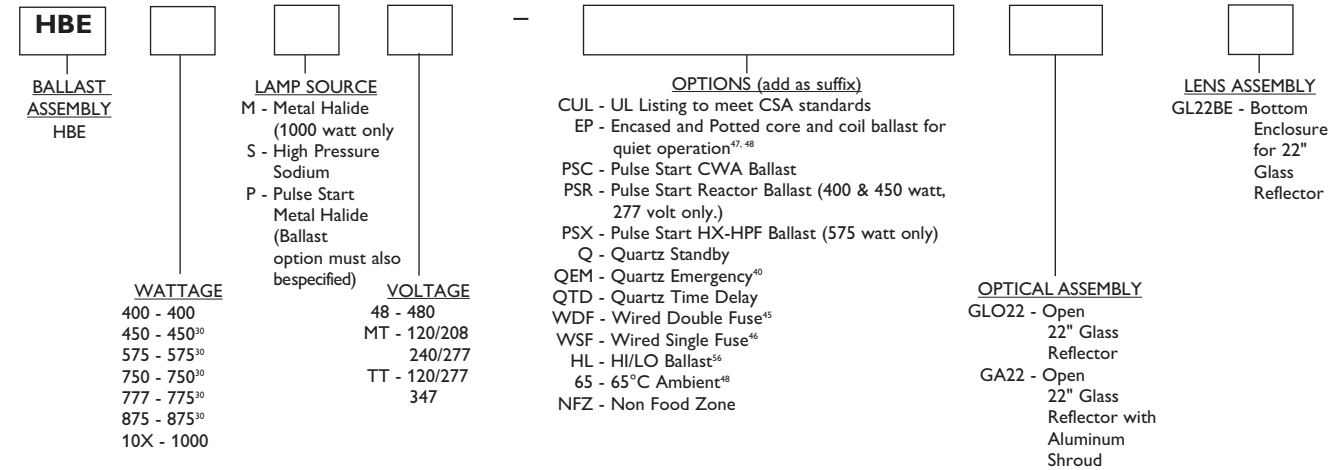 HBE
–
BALLAST
ASSEMBLY
HBE
WATTAGE
400 - 400
450 - 450³⁰
575 - 575³⁰
750 - 750³⁰
777 - 775³⁰
875 - 875³⁰
10X - 1000
LAMP SOURCE
M - Metal Halide
(1000 watt only
S - High Pressure
Sodium
P - Pulse Start
Metal Halide
(Ballast
option must also
bespecified)
VOLTAGE
48 - 480
MT - 120/208
240/277
TT - 120/277
347
OPTIONS (add as suffix)
CUL - UL Listing to meet CSA standards
EP - Encased and Potted core and coil ballast for
quiet operation⁴⁷, ⁴⁸
PSC - Pulse Start CWA Ballast
PSR - Pulse Start Reactor Ballast (400 & 450 watt,
277 volt only.)
PSX - Pulse Start HX-HPF Ballast (575 watt only)
Q - Quartz Standby
QEM - Quartz Emergency⁴⁰
QTD - Quartz Time Delay
WDF - Wired Double Fuse⁴⁵
WSF - Wired Single Fuse⁴⁶
HL - HI/LO Ballast⁵⁶
65 - 65°C Ambient⁴⁸
NFZ - Non Food Zone
OPTICAL ASSEMBLY
GLO22 - Open
22" Glass
Reflector
GA22 - Open
22" Glass
Reflector with
Aluminum
Shroud
LENS ASSEMBLY
GL22BE - Bottom
Enclosure
for 22"
Glass
Reflector